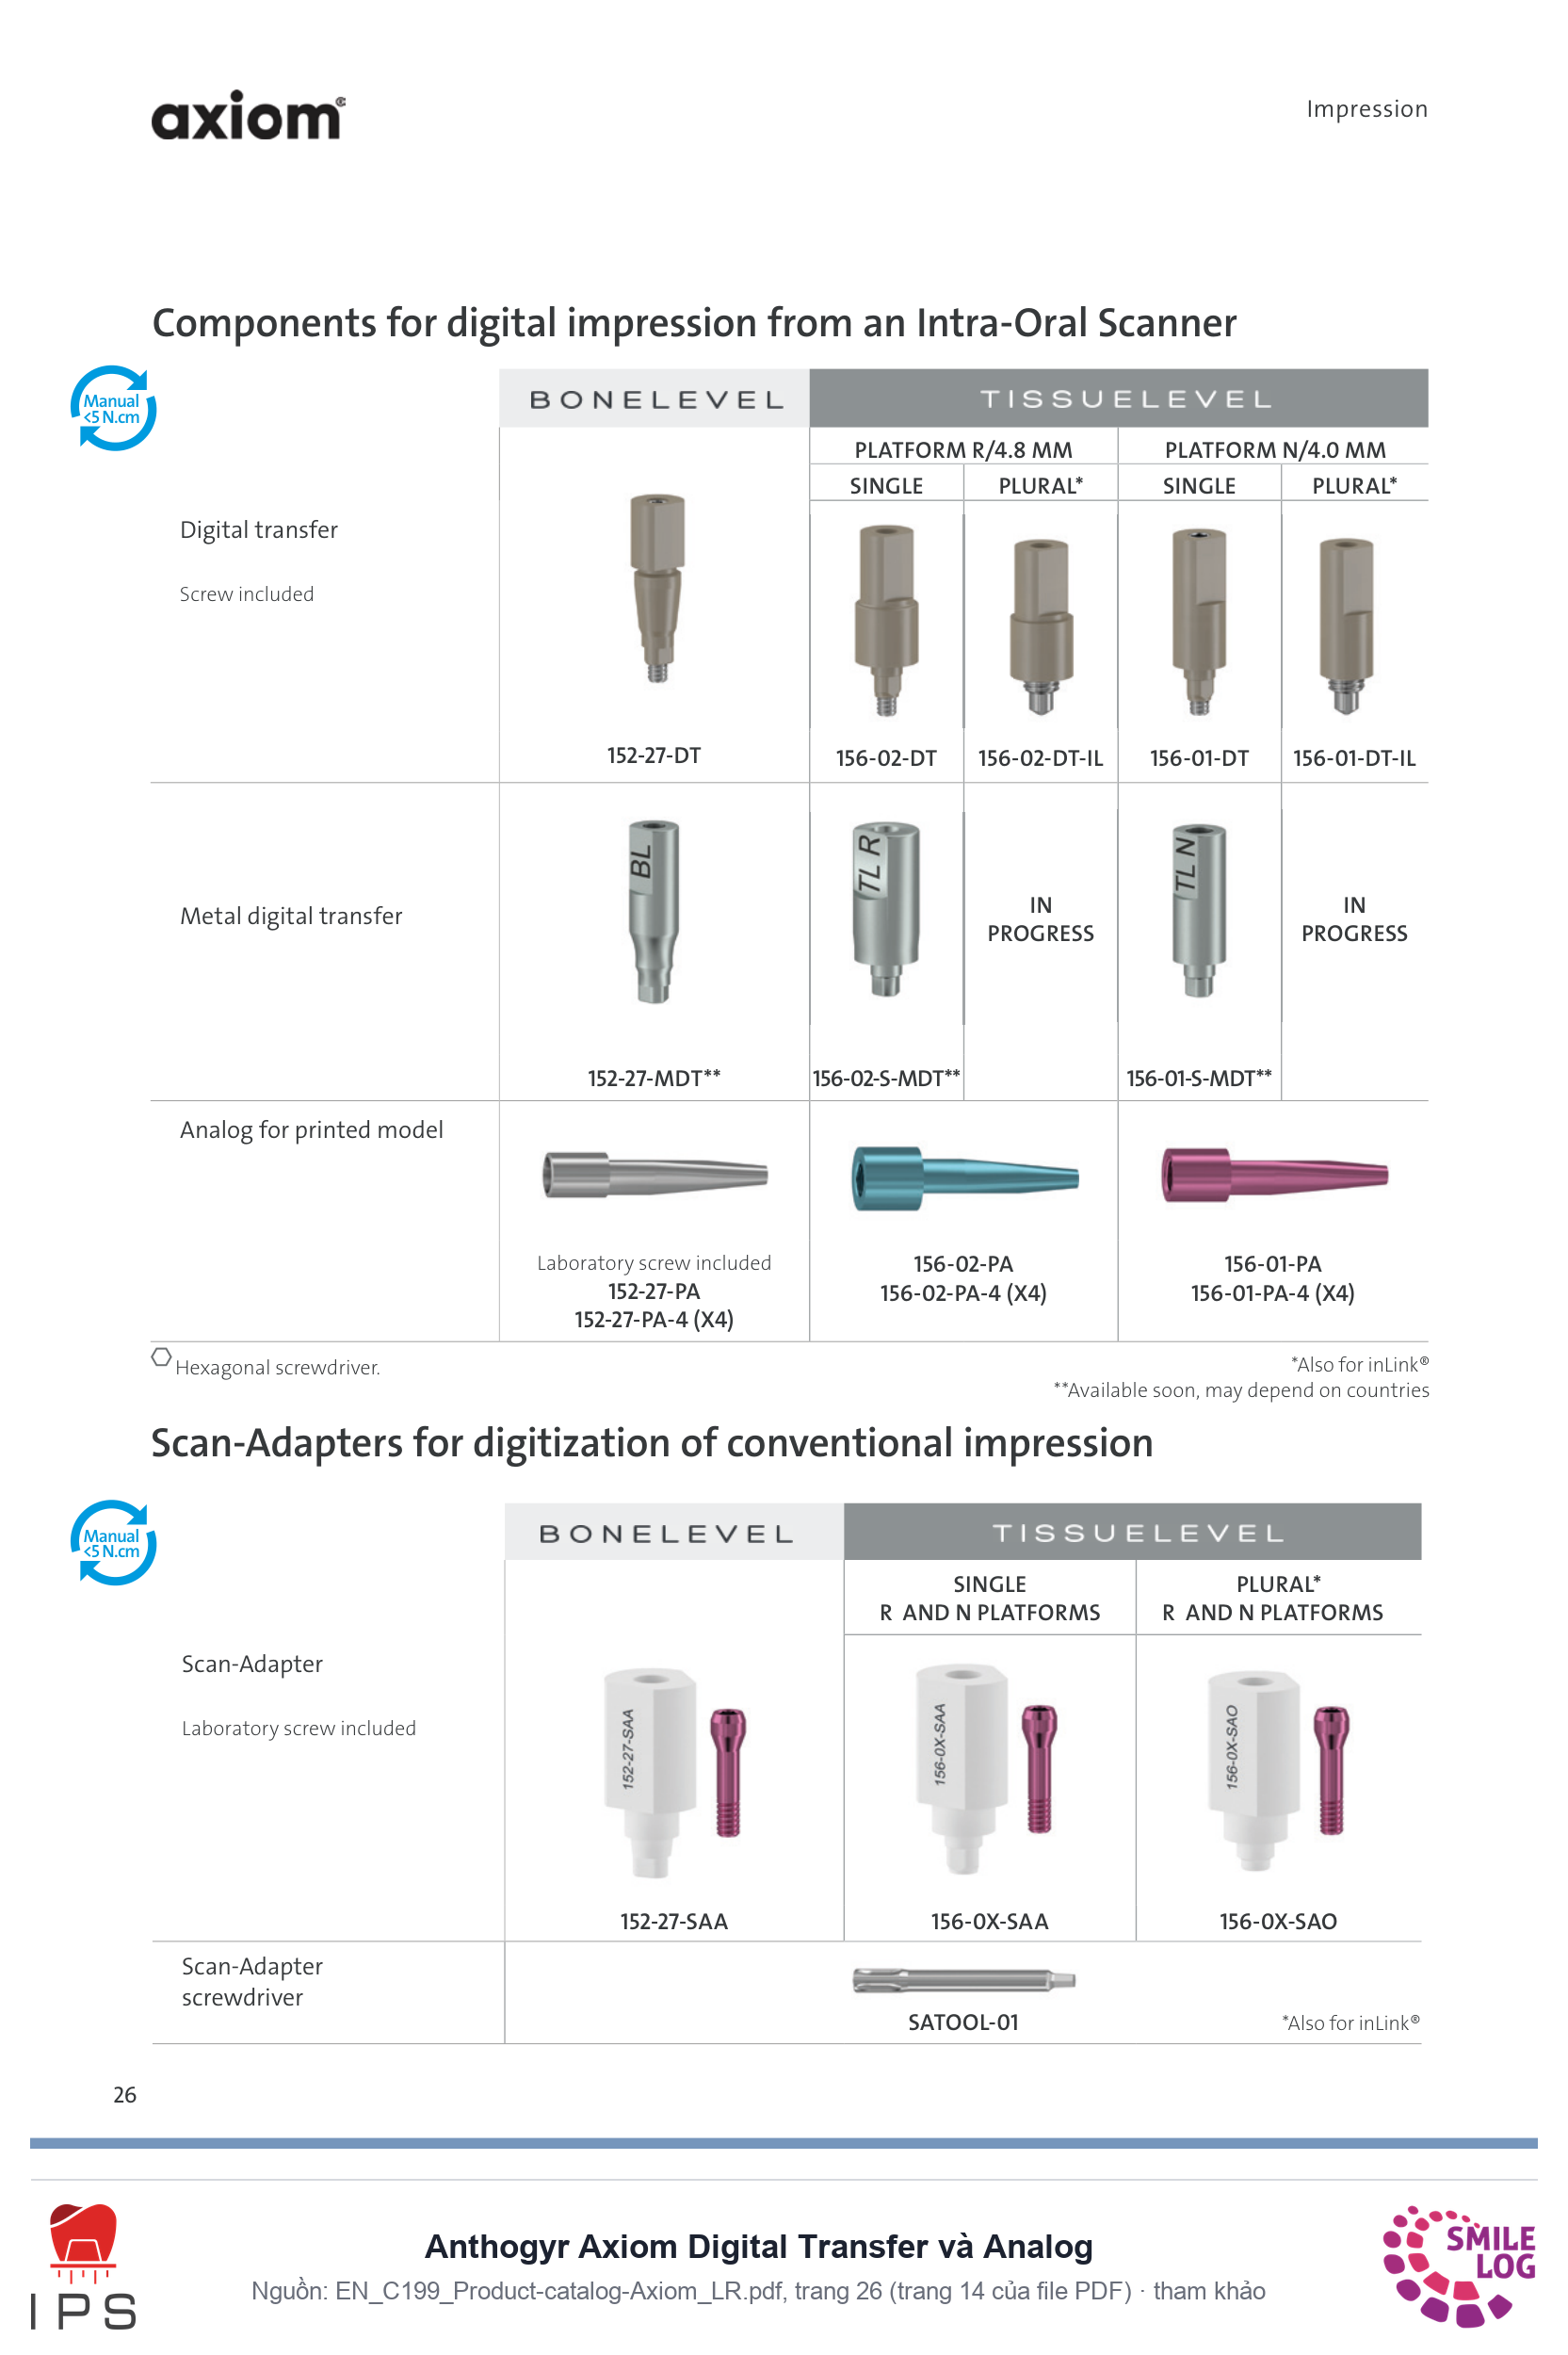 axiom®
Impression
Components for digital impression from an Intra-Oral Scanner
Manual
<5 N.cm
BONELEVEL
TISSUELEVEL
PLATFORM R/4.8 MM
PLATFORM N/4.0 MM
SINGLE
PLURAL*
SINGLE
PLURAL*
Digital transfer
Screw included
152-27-DT
156-02-DT
156-02-DT-IL
156-01-DT
156-01-DT-IL
BL
TL R
TL N
Metal digital transfer
IN
PROGRESS
IN
PROGRESS
152-27-MDT**
156-02-S-MDT**
156-01-S-MDT**
Analog for printed model
Laboratory screw included
152-27-PA
152-27-PA-4 (X4)
156-02-PA
156-02-PA-4 (X4)
156-01-PA
156-01-PA-4 (X4)
Hexagonal screwdriver.
*Also for inLink®
**Available soon, may depend on countries
Scan-Adapters for digitization of conventional impression
Manual
<5 N.cm
BONELEVEL
TISSUELEVEL
SINGLE
R AND N PLATFORMS
PLURAL*
R AND N PLATFORMS
Scan-Adapter
Laboratory screw included
152-27-SAA
156-0X-SAA
156-0X-SAO
152-27-SAA
156-0X-SAA
156-0X-SAO
Scan-Adapter
screwdriver
SATOOL-01
*Also for inLink®
26
IPS
Anthogyr Axiom Digital Transfer và Analog
Nguồn: EN_C199_Product-catalog-Axiom_LR.pdf, trang 26 (trang 14 của file PDF) · tham khảo
SMILE
LOG